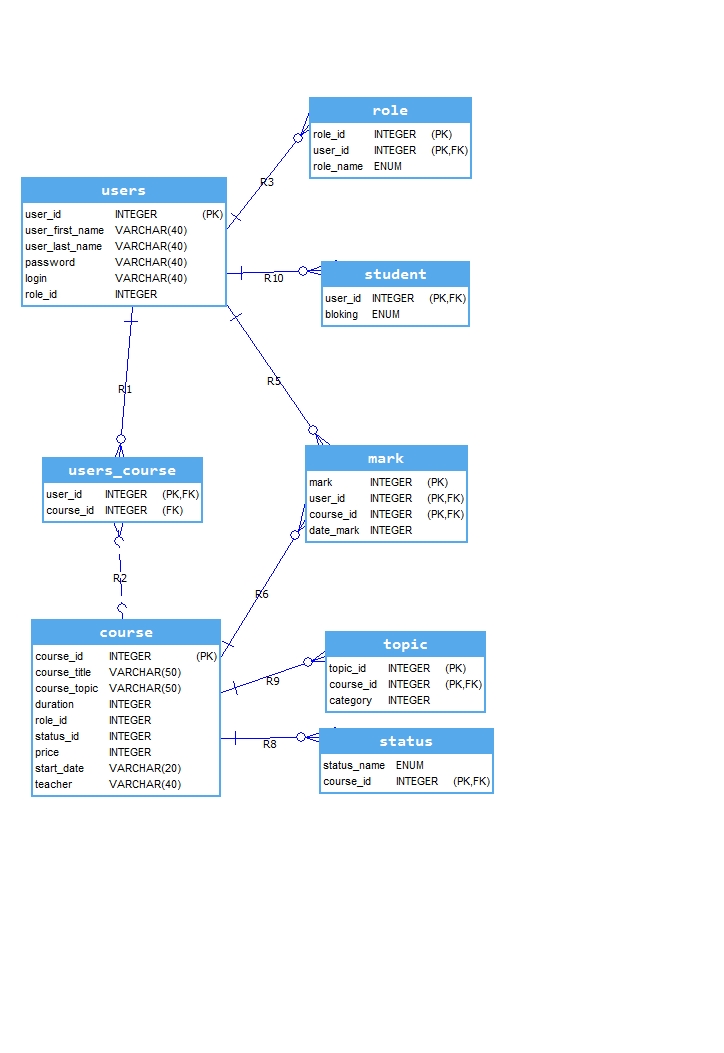 role
role_id INTEGER (PK)
user_id INTEGER (PK,FK)
role_name ENUM
R3
users
user_id INTEGER (PK)
user_first_name VARCHAR(40)
user_last_name VARCHAR(40)
password VARCHAR(40)
login VARCHAR(40)
role_id INTEGER
R10
student
user_id INTEGER (PK,FK)
bloking ENUM
R5
R1
mark
mark INTEGER (PK)
user_id INTEGER (PK,FK)
course_id INTEGER (PK,FK)
date_mark INTEGER
users_course
user_id INTEGER (PK,FK)
course_id INTEGER (FK)
R2
R6
course
course_id INTEGER (PK)
course_title VARCHAR(50)
course_topic VARCHAR(50)
duration INTEGER
role_id INTEGER
status_id INTEGER
price INTEGER
start_date VARCHAR(20)
teacher VARCHAR(40)
R9
topic
topic_id INTEGER (PK)
course_id INTEGER (PK,FK)
category INTEGER
R8
status
status_name ENUM
course_id INTEGER (PK,FK)